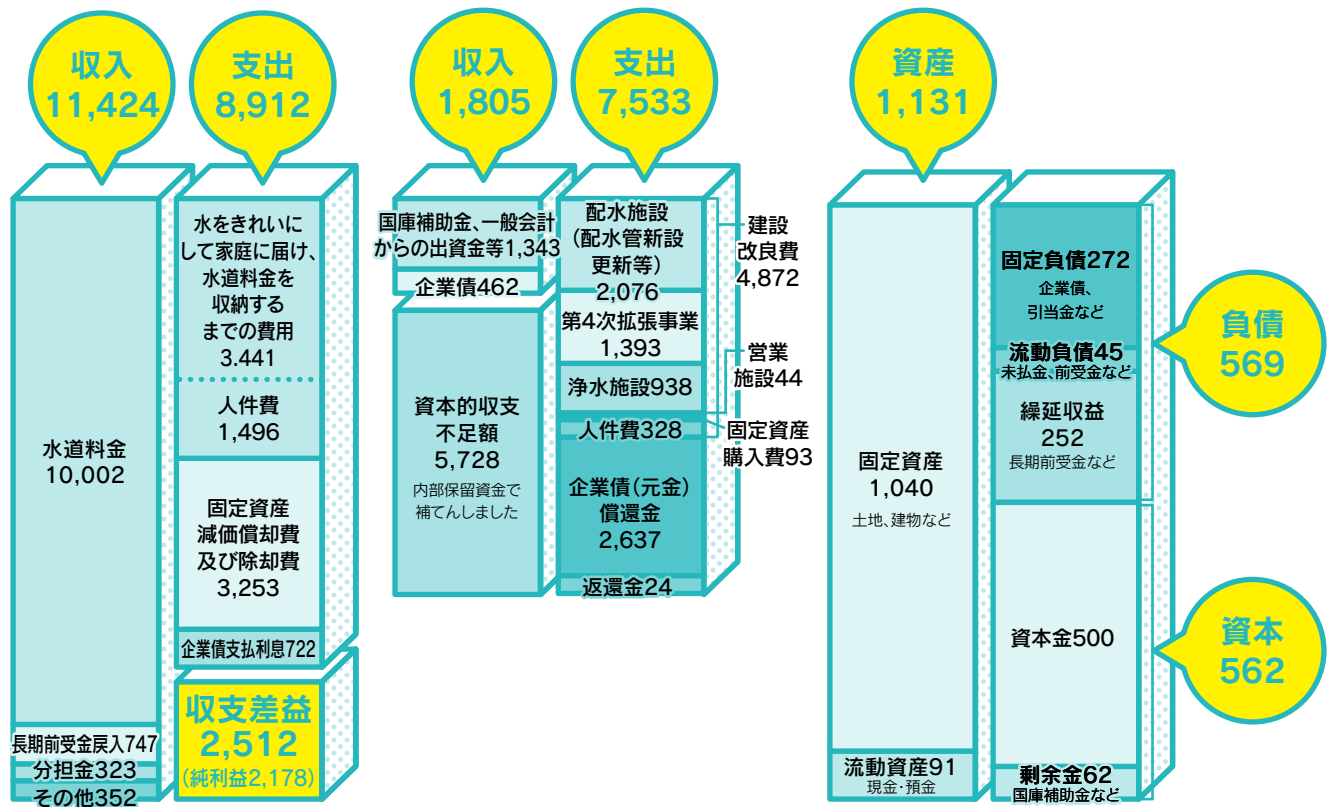 収入
11,424
支出
8,912
水道料金
10,002
長期前受金戻入747
分担金323
その他352
水をきれいに
して家庭に届け、
水道料金を
収納する
までの費用
3.441
人件費
1,496
固定資産
減価償却費
及び除却費
3,253
企業債支払利息722
収支差益
2,512
(純利益2,178)
収入
1,805
支出
7,533
国庫補助金、一般会計
からの出資金等1,343
企業債462
資本的収支
不足額
5,728
内部保留資金で
補てんしました
配水施設
(配水管新設
更新等)
2,076
第4次拡張事業
1,393
浄水施設938
人件費328
企業債(元金)
償還金
2,637
返還金24
建設
改良費
4,872
営業
施設44
固定資産
購入費93
資産
1,131
固定資産
1,040
土地、建物など
流動資産91
現金・預金
固定負債272
企業債、
引当金など
流動負債45
未払金、前受金など
繰延収益
252
長期前受金など
資本金500
剰余金62
国庫補助金など
負債
569
資本
562